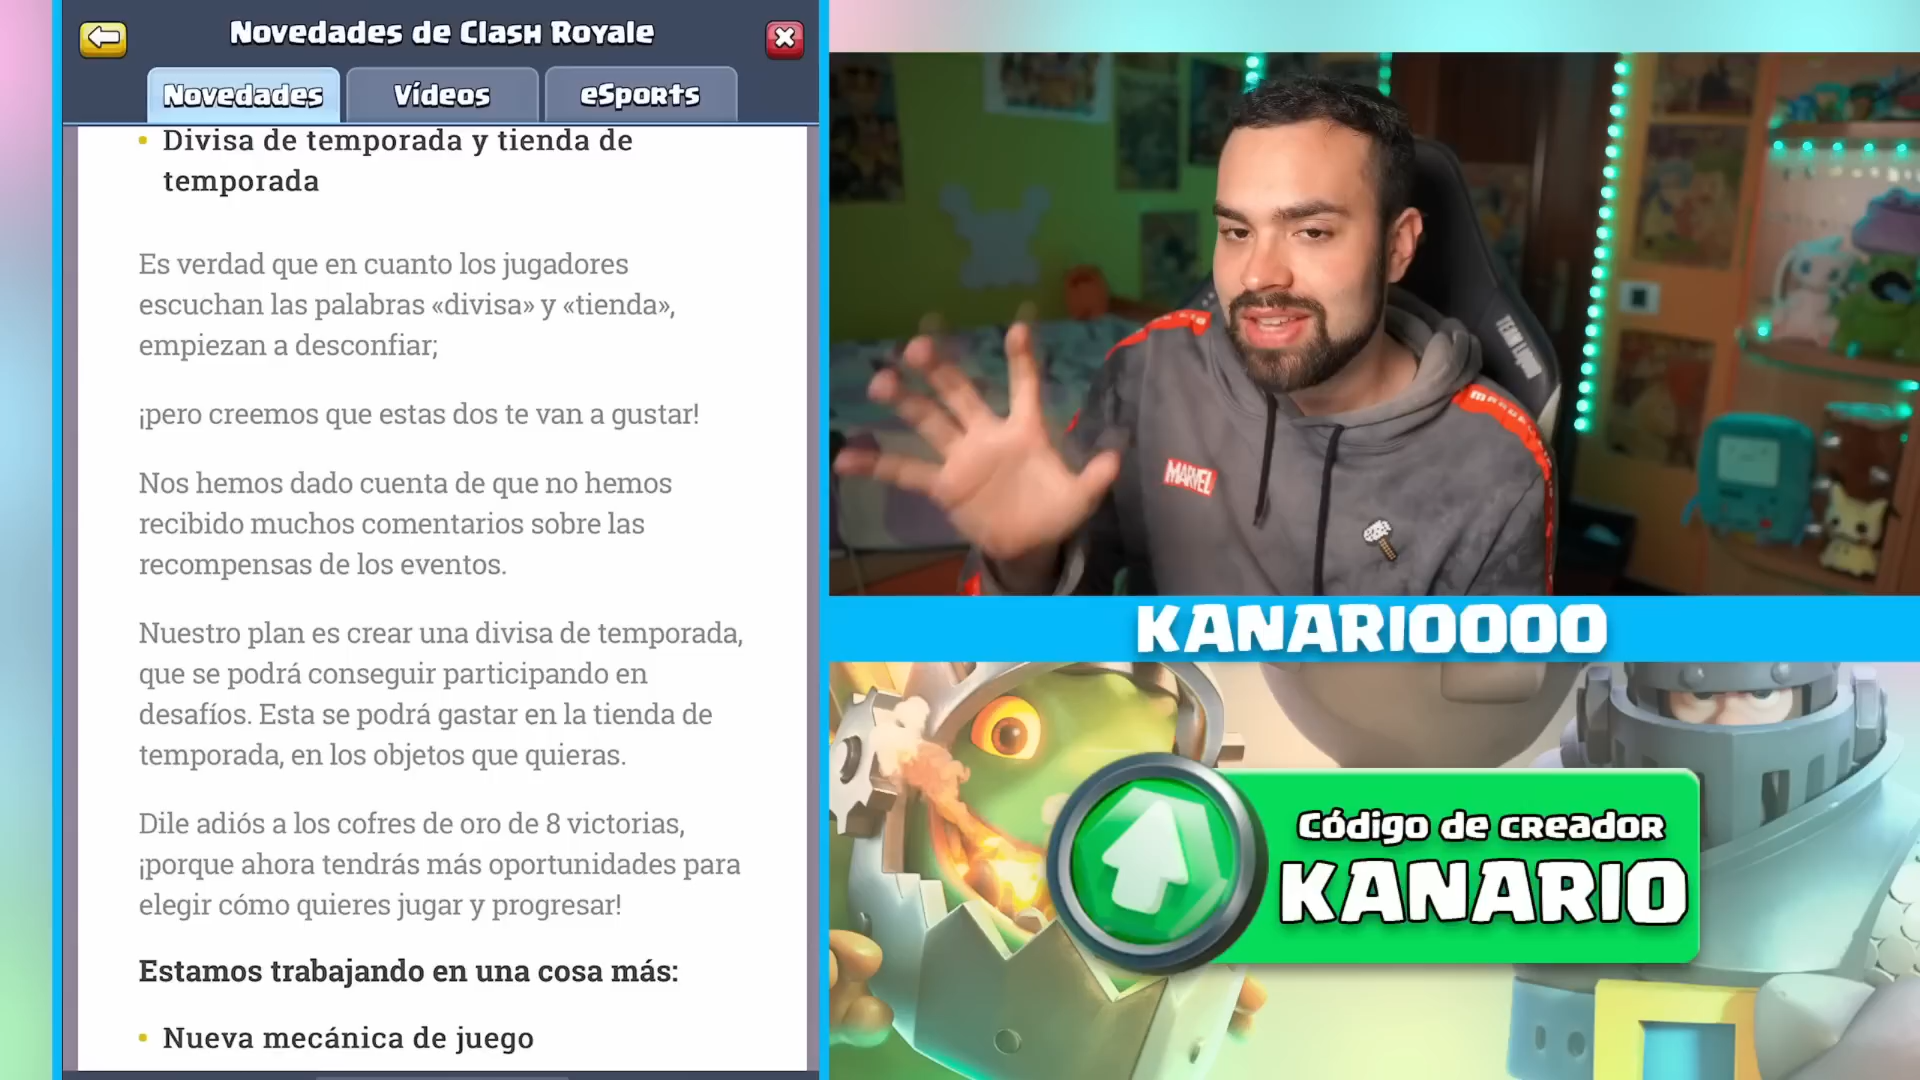 Novedades de Clash Royale
Novedades
Vídeos
eSports
• Divisa de temporada y tienda de
temporada
Es verdad que en cuanto los jugadores
escuchan las palabras «divisa» y «tienda»,
empiezan a desconfiar;
¡pero creemos que estas dos te van a gustar!
Nos hemos dado cuenta de que no hemos
recibido muchos comentarios sobre las
recompensas de los eventos.
Nuestro plan es crear una divisa de temporada,
que se podrá conseguir participando en
desafíos. Esta se podrá gastar en la tienda de
temporada, en los objetos que quieras.
Dile adiós a los cofres de oro de 8 victorias,
¡porque ahora tendrás más oportunidades para
elegir cómo quieres jugar y progresar!
Estamos trabajando en una cosa más:
• Nueva mecánica de juego
MARVEL
KANARIOOOO
Código de creador
KANARIO